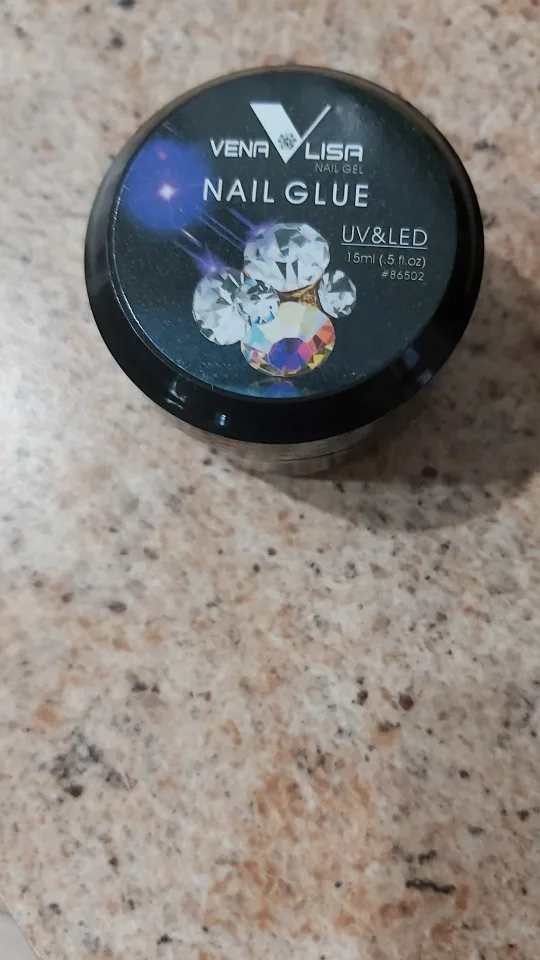 VENA LISA
NAIL GEL
NAIL GLUE
UV&LED
15ml (.5 fl.oz)
#86502